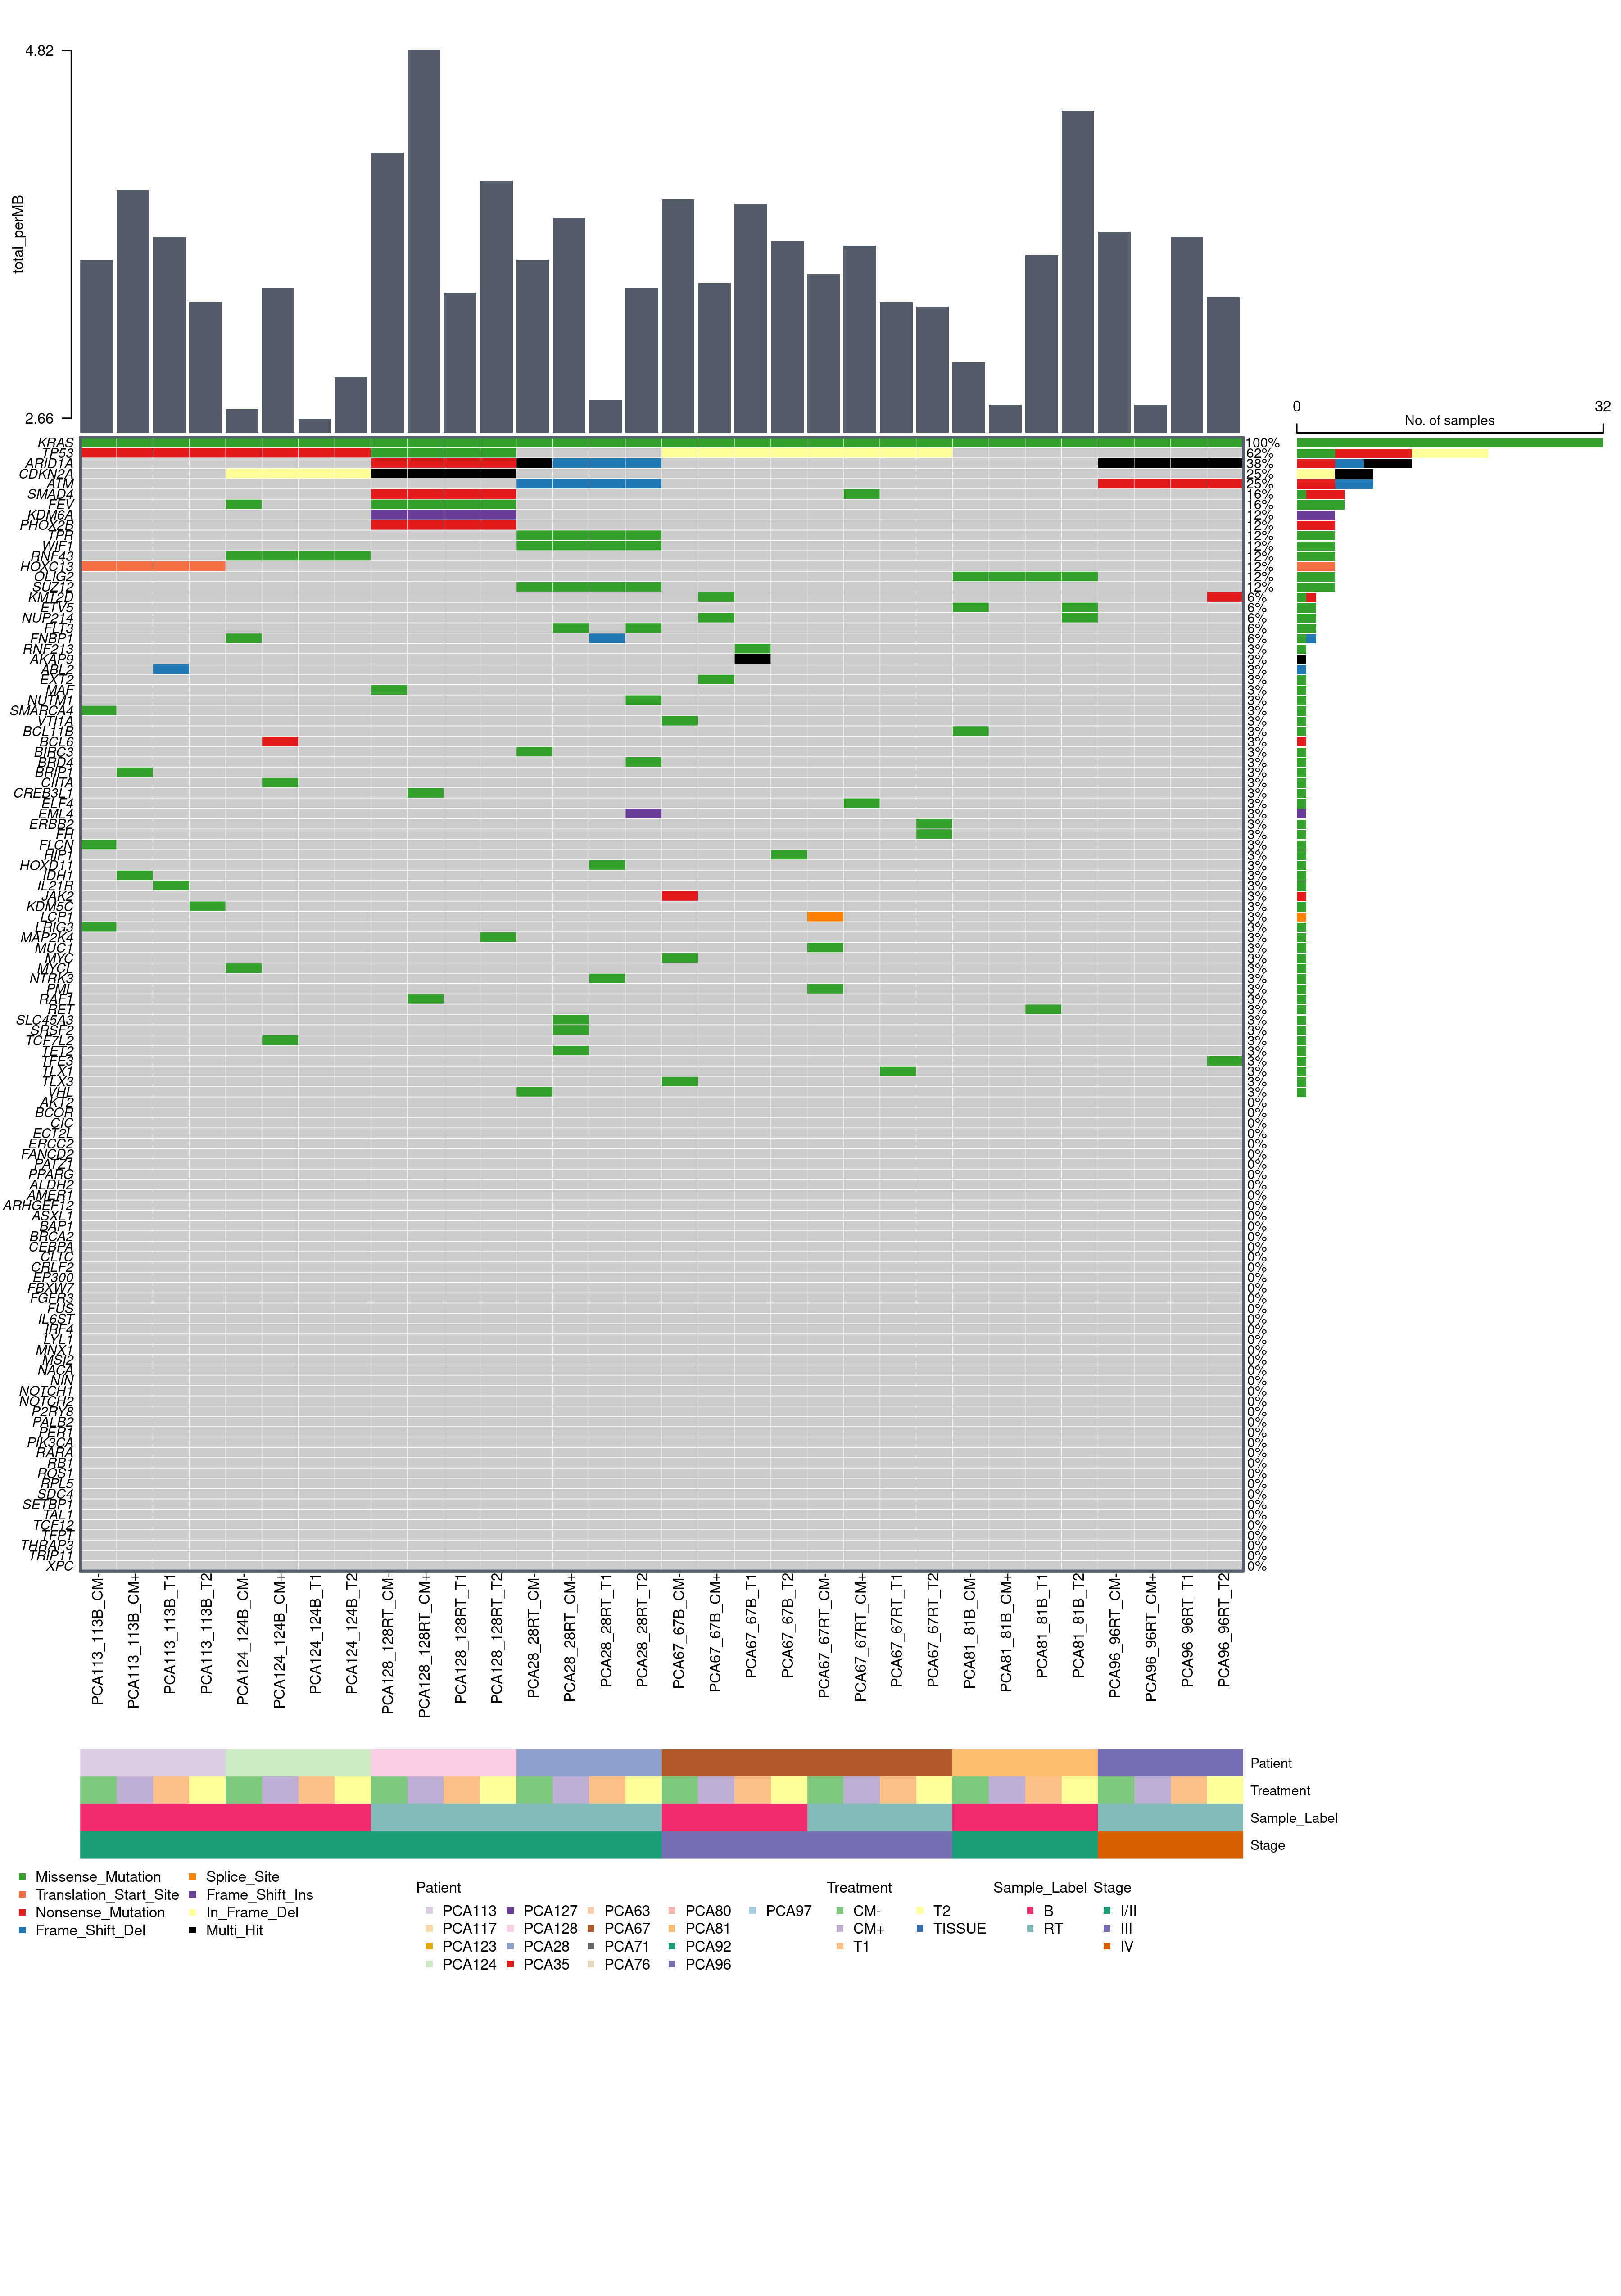 4.82
total_perMB
2.66
0 32
No. of samples
KRAS 100%
TP53 62%
ARID1A 38%
CDKN2A 25%
ATM 25%
SMAD4 16%
FEV 16%
KDM6A 12%
PHOX2B 12%
TPR 12%
WIF1 12%
RNF43 12%
HOXC13 12%
OLIG2 12%
SUZ12 12%
KMT2D 6%
ETV5 6%
NUP214 6%
FLT3 6%
FNBP1 6%
RNF213 3%
AKAP9 3%
ABL2 3%
EXT2 3%
MAF 3%
NUTM1 3%
SMARCA4 3%
VTI1A 3%
BCL11B 3%
BCL6 3%
BIRC3 3%
BRD4 3%
BRIP1 3%
CIITA 3%
CREB3L1 3%
ELF4 3%
EML4 3%
ERBB2 3%
FH 3%
FLCN 3%
HIP1 3%
HOXD11 3%
IDH1 3%
IL21R 3%
JAK2 3%
KDM5C 3%
LCP1 3%
LRIG3 3%
MAP2K4 3%
MUC1 3%
MYC 3%
MYCL 3%
NTRK3 3%
PML 3%
RAF1 3%
RET 3%
SLC45A3 3%
SRSF2 3%
TCF7L2 3%
TET2 3%
TFE3 3%
TLX1 3%
TLX3 3%
VHL 3%
AKT2 0%
BCOR 0%
CIC 0%
ECT2L 0%
ERCC2 0%
FANCD2 0%
PATZ1 0%
PPARG 0%
ALDH2 0%
AMER1 0%
ARHGEF12 0%
ASXL1 0%
BAP1 0%
BRCA2 0%
CEBPA 0%
CLTC 0%
CRLF2 0%
EP300 0%
FBXW7 0%
FGFR3 0%
FUS 0%
IL6ST 0%
IRF4 0%
LYL1 0%
MNX1 0%
MSI2 0%
NACA 0%
NIN 0%
NOTCH1 0%
NOTCH2 0%
P2RY8 0%
PALB2 0%
PER1 0%
PIK3CA 0%
RARA 0%
RB1 0%
ROS1 0%
RPL5 0%
SDC4 0%
SETBP1 0%
TAL1 0%
TCF12 0%
TFPT 0%
THRAP3 0%
TRIP11 0%
XPC 0%
PCA113_113B_CM-
PCA113_113B_CM+
PCA113_113B_T1
PCA113_113B_T2
PCA124_124B_CM-
PCA124_124B_CM+
PCA124_124B_T1
PCA124_124B_T2
PCA128_128RT_CM-
PCA128_128RT_CM+
PCA128_128RT_T1
PCA128_128RT_T2
PCA28_28RT_CM-
PCA28_28RT_CM+
PCA28_28RT_T1
PCA28_28RT_T2
PCA67_67B_CM-
PCA67_67B_CM+
PCA67_67B_T1
PCA67_67B_T2
PCA67_67RT_CM-
PCA67_67RT_CM+
PCA67_67RT_T1
PCA67_67RT_T2
PCA81_81B_CM-
PCA81_81B_CM+
PCA81_81B_T1
PCA81_81B_T2
PCA96_96RT_CM-
PCA96_96RT_CM+
PCA96_96RT_T1
PCA96_96RT_T2
Patient
Treatment
Sample_Label
Stage
Missense_Mutation Splice_Site
Translation_Start_Site Frame_Shift_Ins
Nonsense_Mutation In_Frame_Del
Frame_Shift_Del Multi_Hit
Patient Treatment Sample_Label Stage
PCA113 PCA127 PCA63 PCA80 PCA97 CM- T2 B I/II
PCA117 PCA128 PCA67 PCA81 CM+ TISSUE RT III
PCA123 PCA28 PCA71 PCA92 T1 IV
PCA124 PCA35 PCA76 PCA96